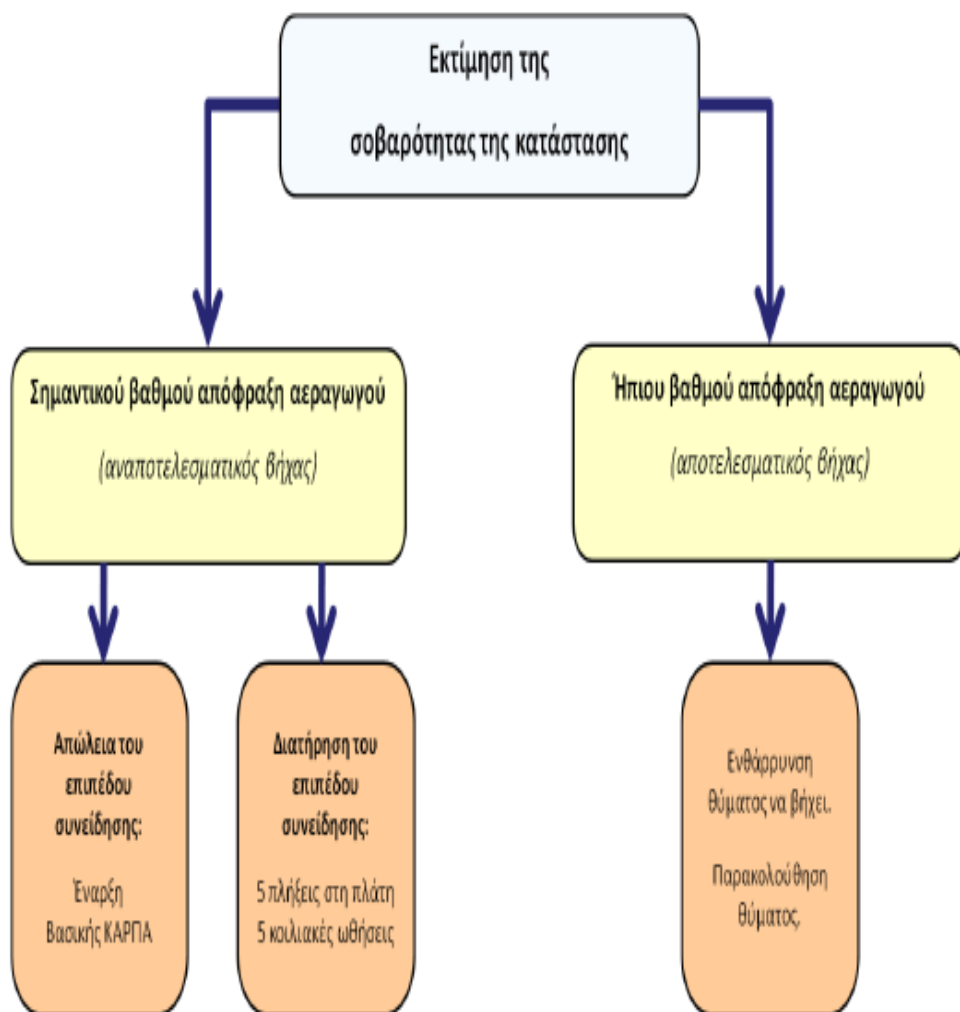 Εκτίμηση της
σοβαρότητας της κατάστασης
Σημαντικού βαθμού απόφραξη αεραγωγού
(αναποτελεσματικός βήχας)
Ήπιου βαθμού απόφραξη αεραγωγού
(αποτελεσματικός βήχας)
Απώλεια του
επιπέδου
συνείδησης:
Έναρξη
Βασικής ΚΑΡΠΑ
Διατήρηση του
επιπέδου
συνείδησης:
5 πλήξεις στη πλάτη
5 κοιλιακές ωθήσεις
Ενθάρρυνση
θύματος να βήχει.
Παρακολούθηση
θύματος.